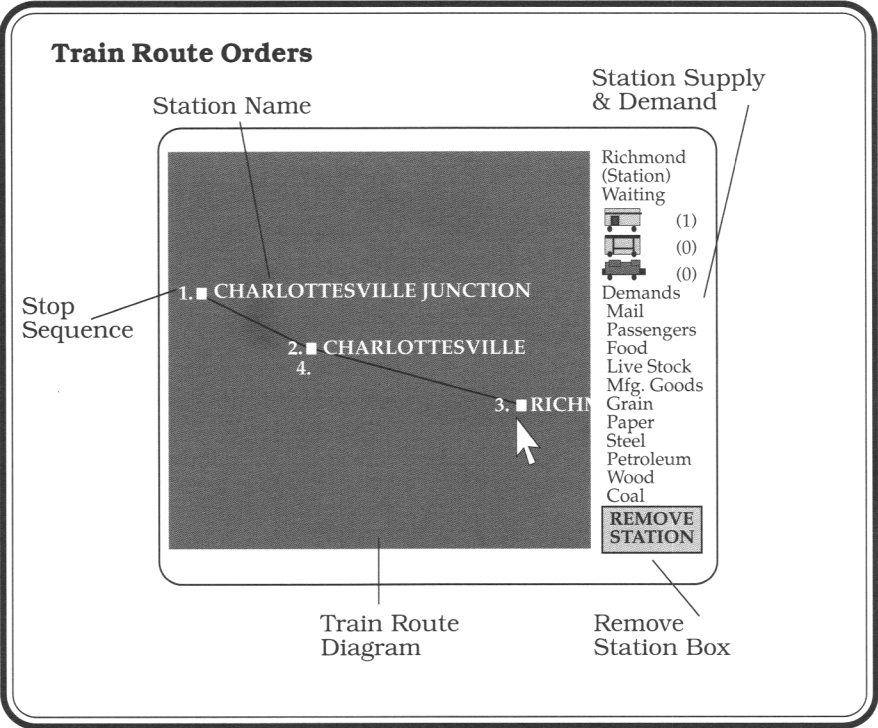 Train Route Orders
Station Name
Station Supply
& Demand
Richmond
(Station)
Waiting
(1)
(0)
(0)
Demands
Mail
Passengers
Food
Live Stock
Mfg. Goods
Grain
Paper
Steel
Petroleum
Wood
Coal
REMOVE
STATION
1. CHARLOTTESVILLE JUNCTION
Stop
Sequence
2. CHARLOTTESVILLE
4.
3. RICHM
Train Route
Diagram
Remove
Station Box